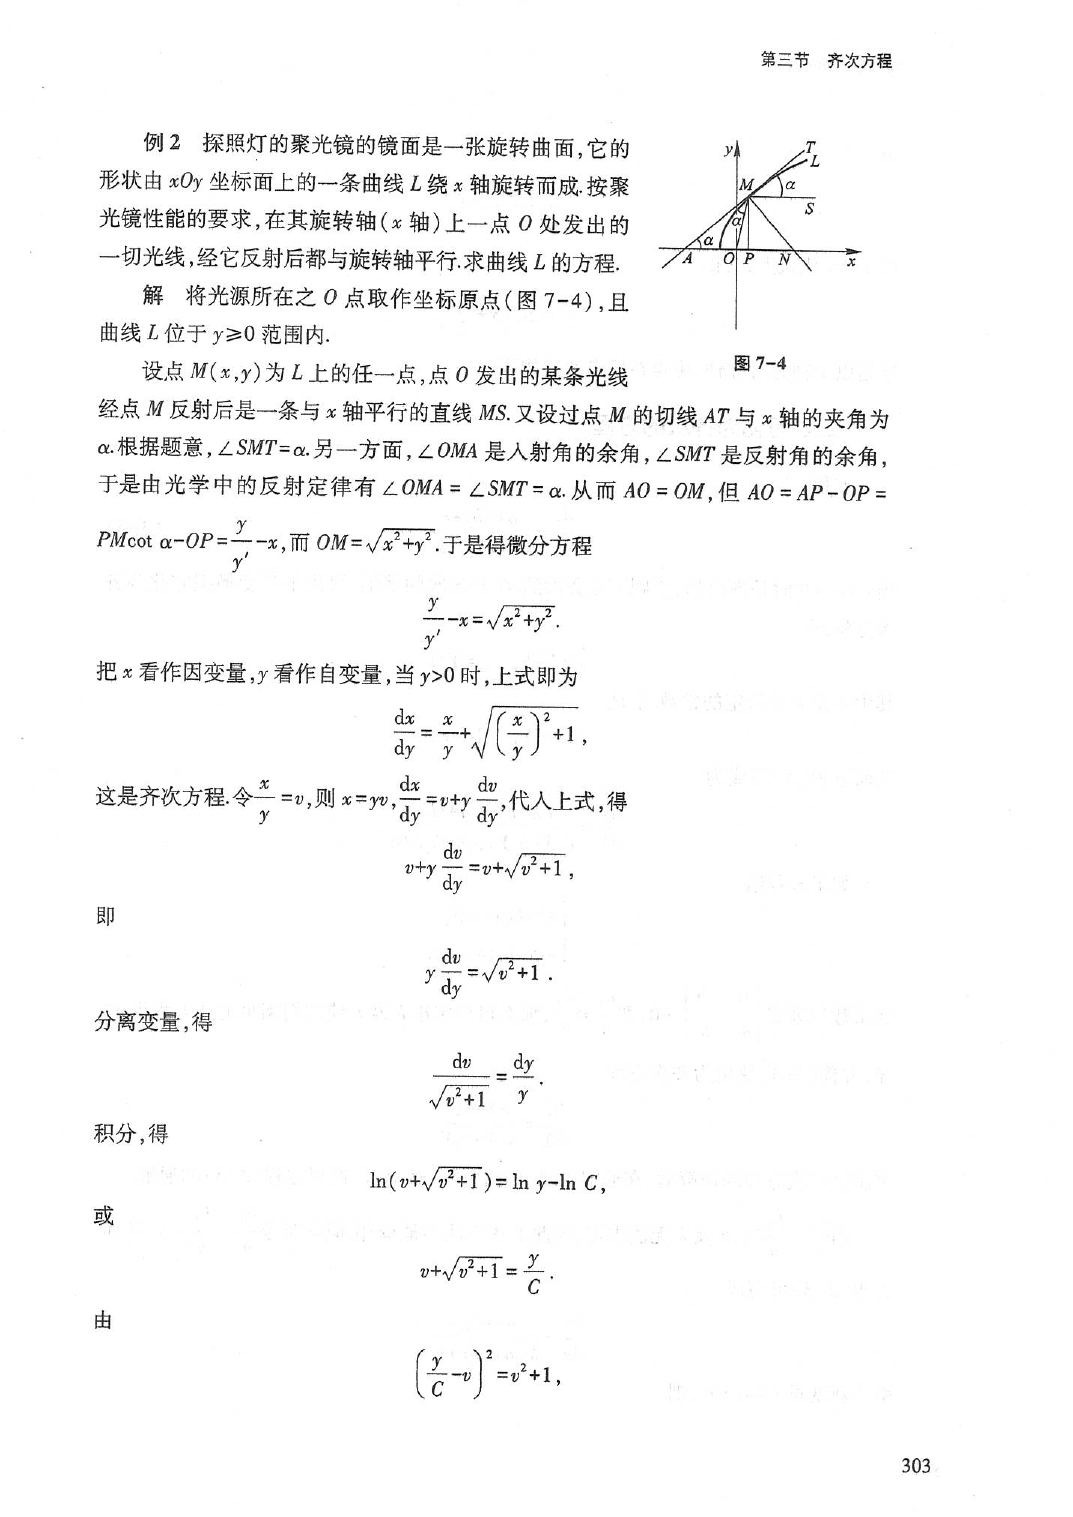 第三节 齐次方程
例2 探照灯的聚光镜的镜面是一张旋转曲面,它的
形状由 xOy 坐标面上的一条曲线 L 绕 x 轴旋转而成.按聚
光镜性能的要求,在其旋转轴(x 轴)上一点 O 处发出的
一切光线,经它反射后都与旋转轴平行.求曲线 L 的方程.
解 将光源所在之 O 点取作坐标原点(图 7-4),且
曲线 L 位于 y≥0 范围内.
y
T
L
M
α
S
α
α
A
O
P
N
x
图 7-4
设点 M(x,y)为 L 上的任一点,点 O 发出的某条光线
经点 M 反射后是一条与 x 轴平行的直线 MS.又设过点 M 的切线 AT 与 x 轴的夹角为
α.根据题意,∠SMT=α.另一方面,∠OMA 是入射角的余角,∠SMT 是反射角的余角,
于是由光学中的反射定律有 ∠OMA = ∠SMT = α.从而 AO = OM,但 AO = AP - OP =
PMcot α-OP=y/y'-x,而 OM=√(x²+y²).于是得微分方程
y/y'-x=√(x²+y²).
把 x 看作因变量,y 看作自变量,当 y>0 时,上式即为
dx/dy=x/y+√((x/y)²+1),
这是齐次方程.令x/y=v,则 x=yv,dx/dy=v+y dv/dy,代入上式,得
v+y dv/dy=v+√(v²+1),
即
y dv/dy=√(v²+1).
分离变量,得
dv/√(v²+1)=dy/y.
积分,得
ln(v+√(v²+1))=ln y-ln C,
或
v+√(v²+1)=y/C.
由
(y/C-v)²=v²+1,
303